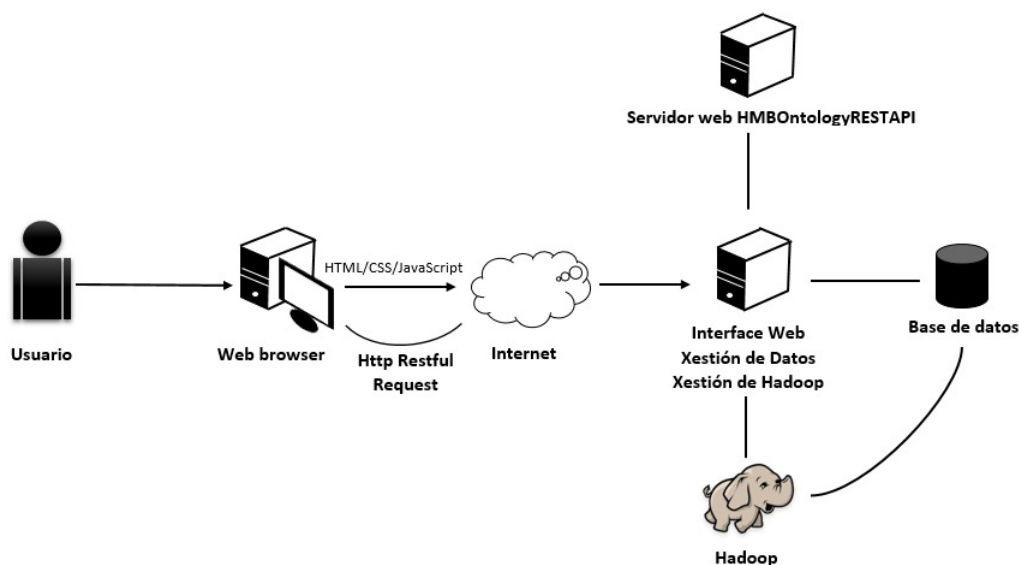 Servidor web HMBOntologyRESTAPI
HTML/CSS/JavaScript
Usuario
Web browser
Http Restful
Request
Internet
Interface Web
Xestión de Datos
Xestión de Hadoop
Base de datos
Hadoop